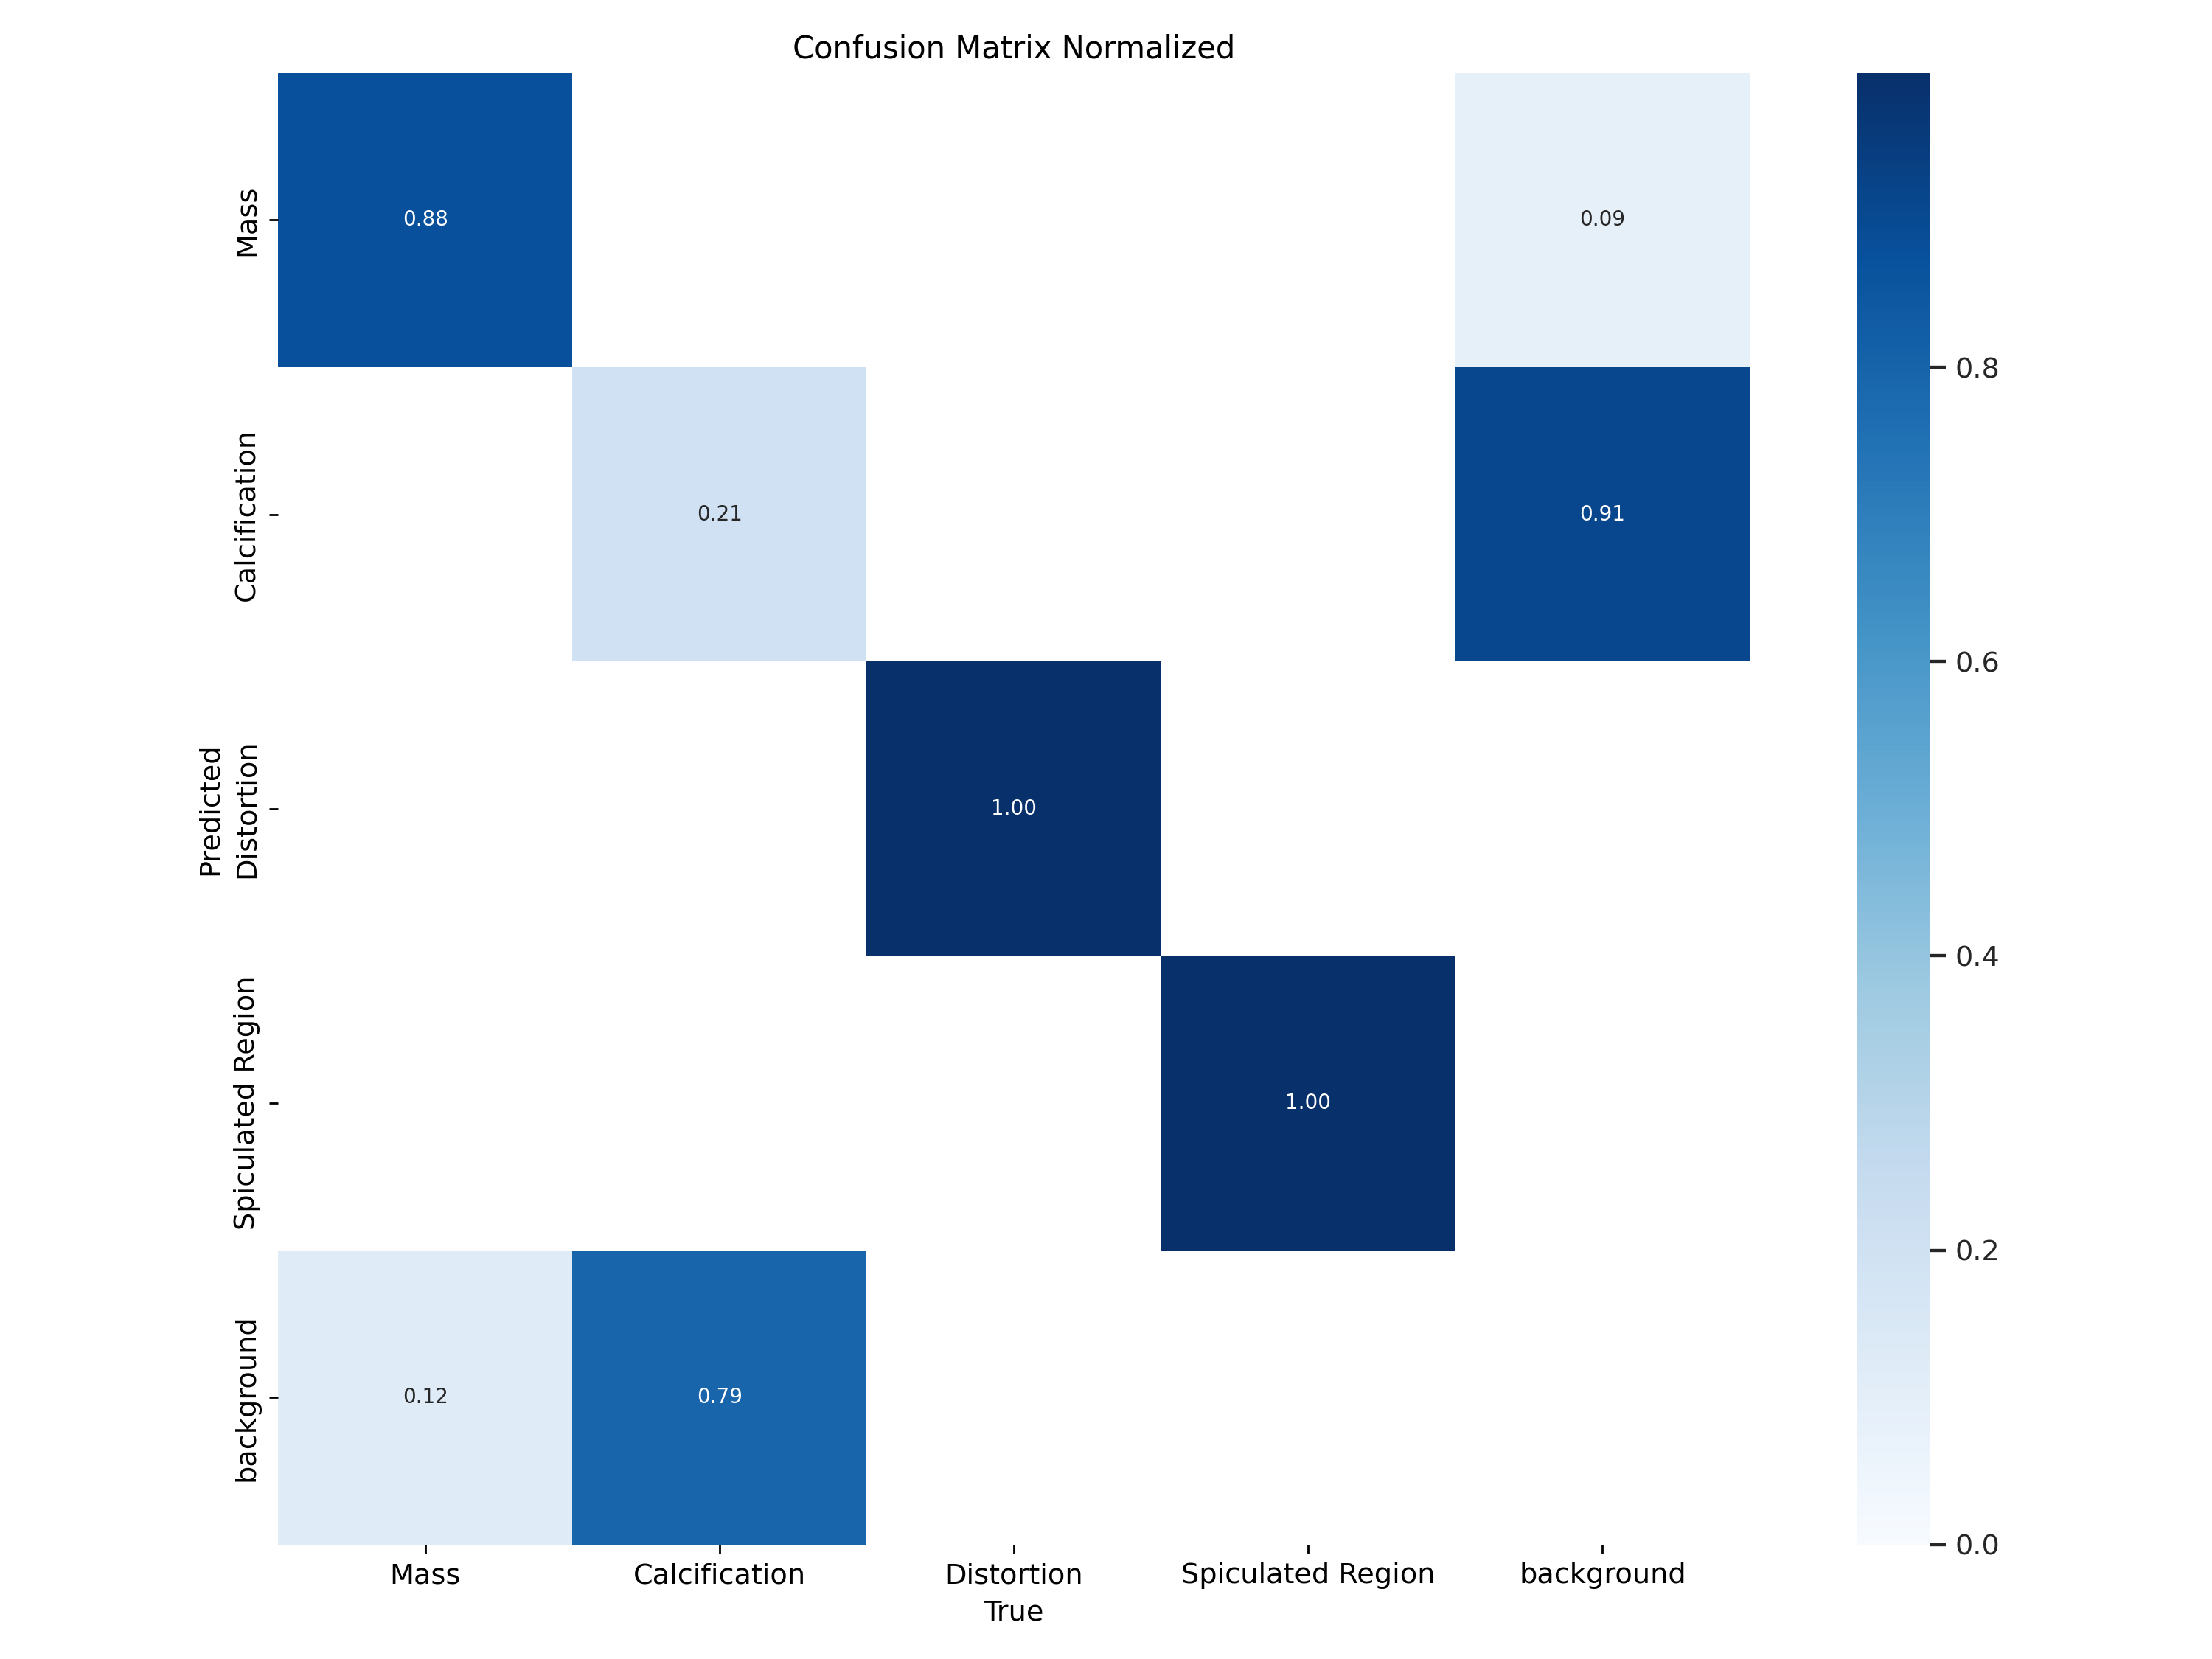 Confusion Matrix Normalized
Mass
0.88
0.09
0.8
Calcification
0.21
0.91
0.6
Predicted
Distortion
1.00
0.4
Spiculated Region
1.00
0.2
background
0.12
0.79
0.0
Mass
Calcification
Distortion
Spiculated Region
background
True